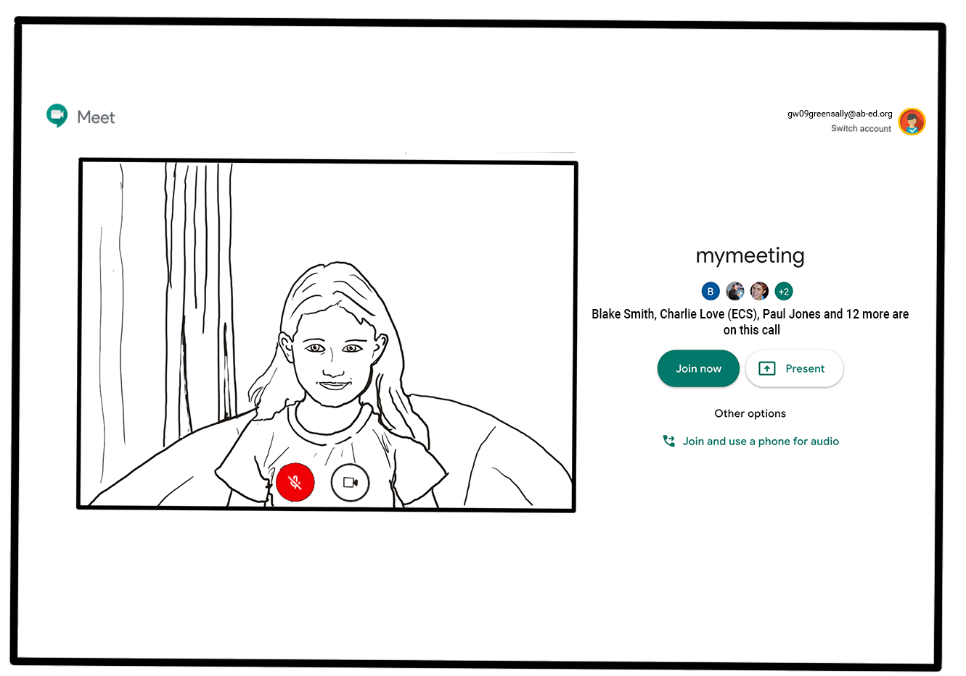 Meet
gw09greensally@ab-ed.org
Switch account
mymeeting
B
+2
Blake Smith, Charlie Love (ECS), Paul Jones and 12 more are
on this call
Join now
Present
Other options
Join and use a phone for audio